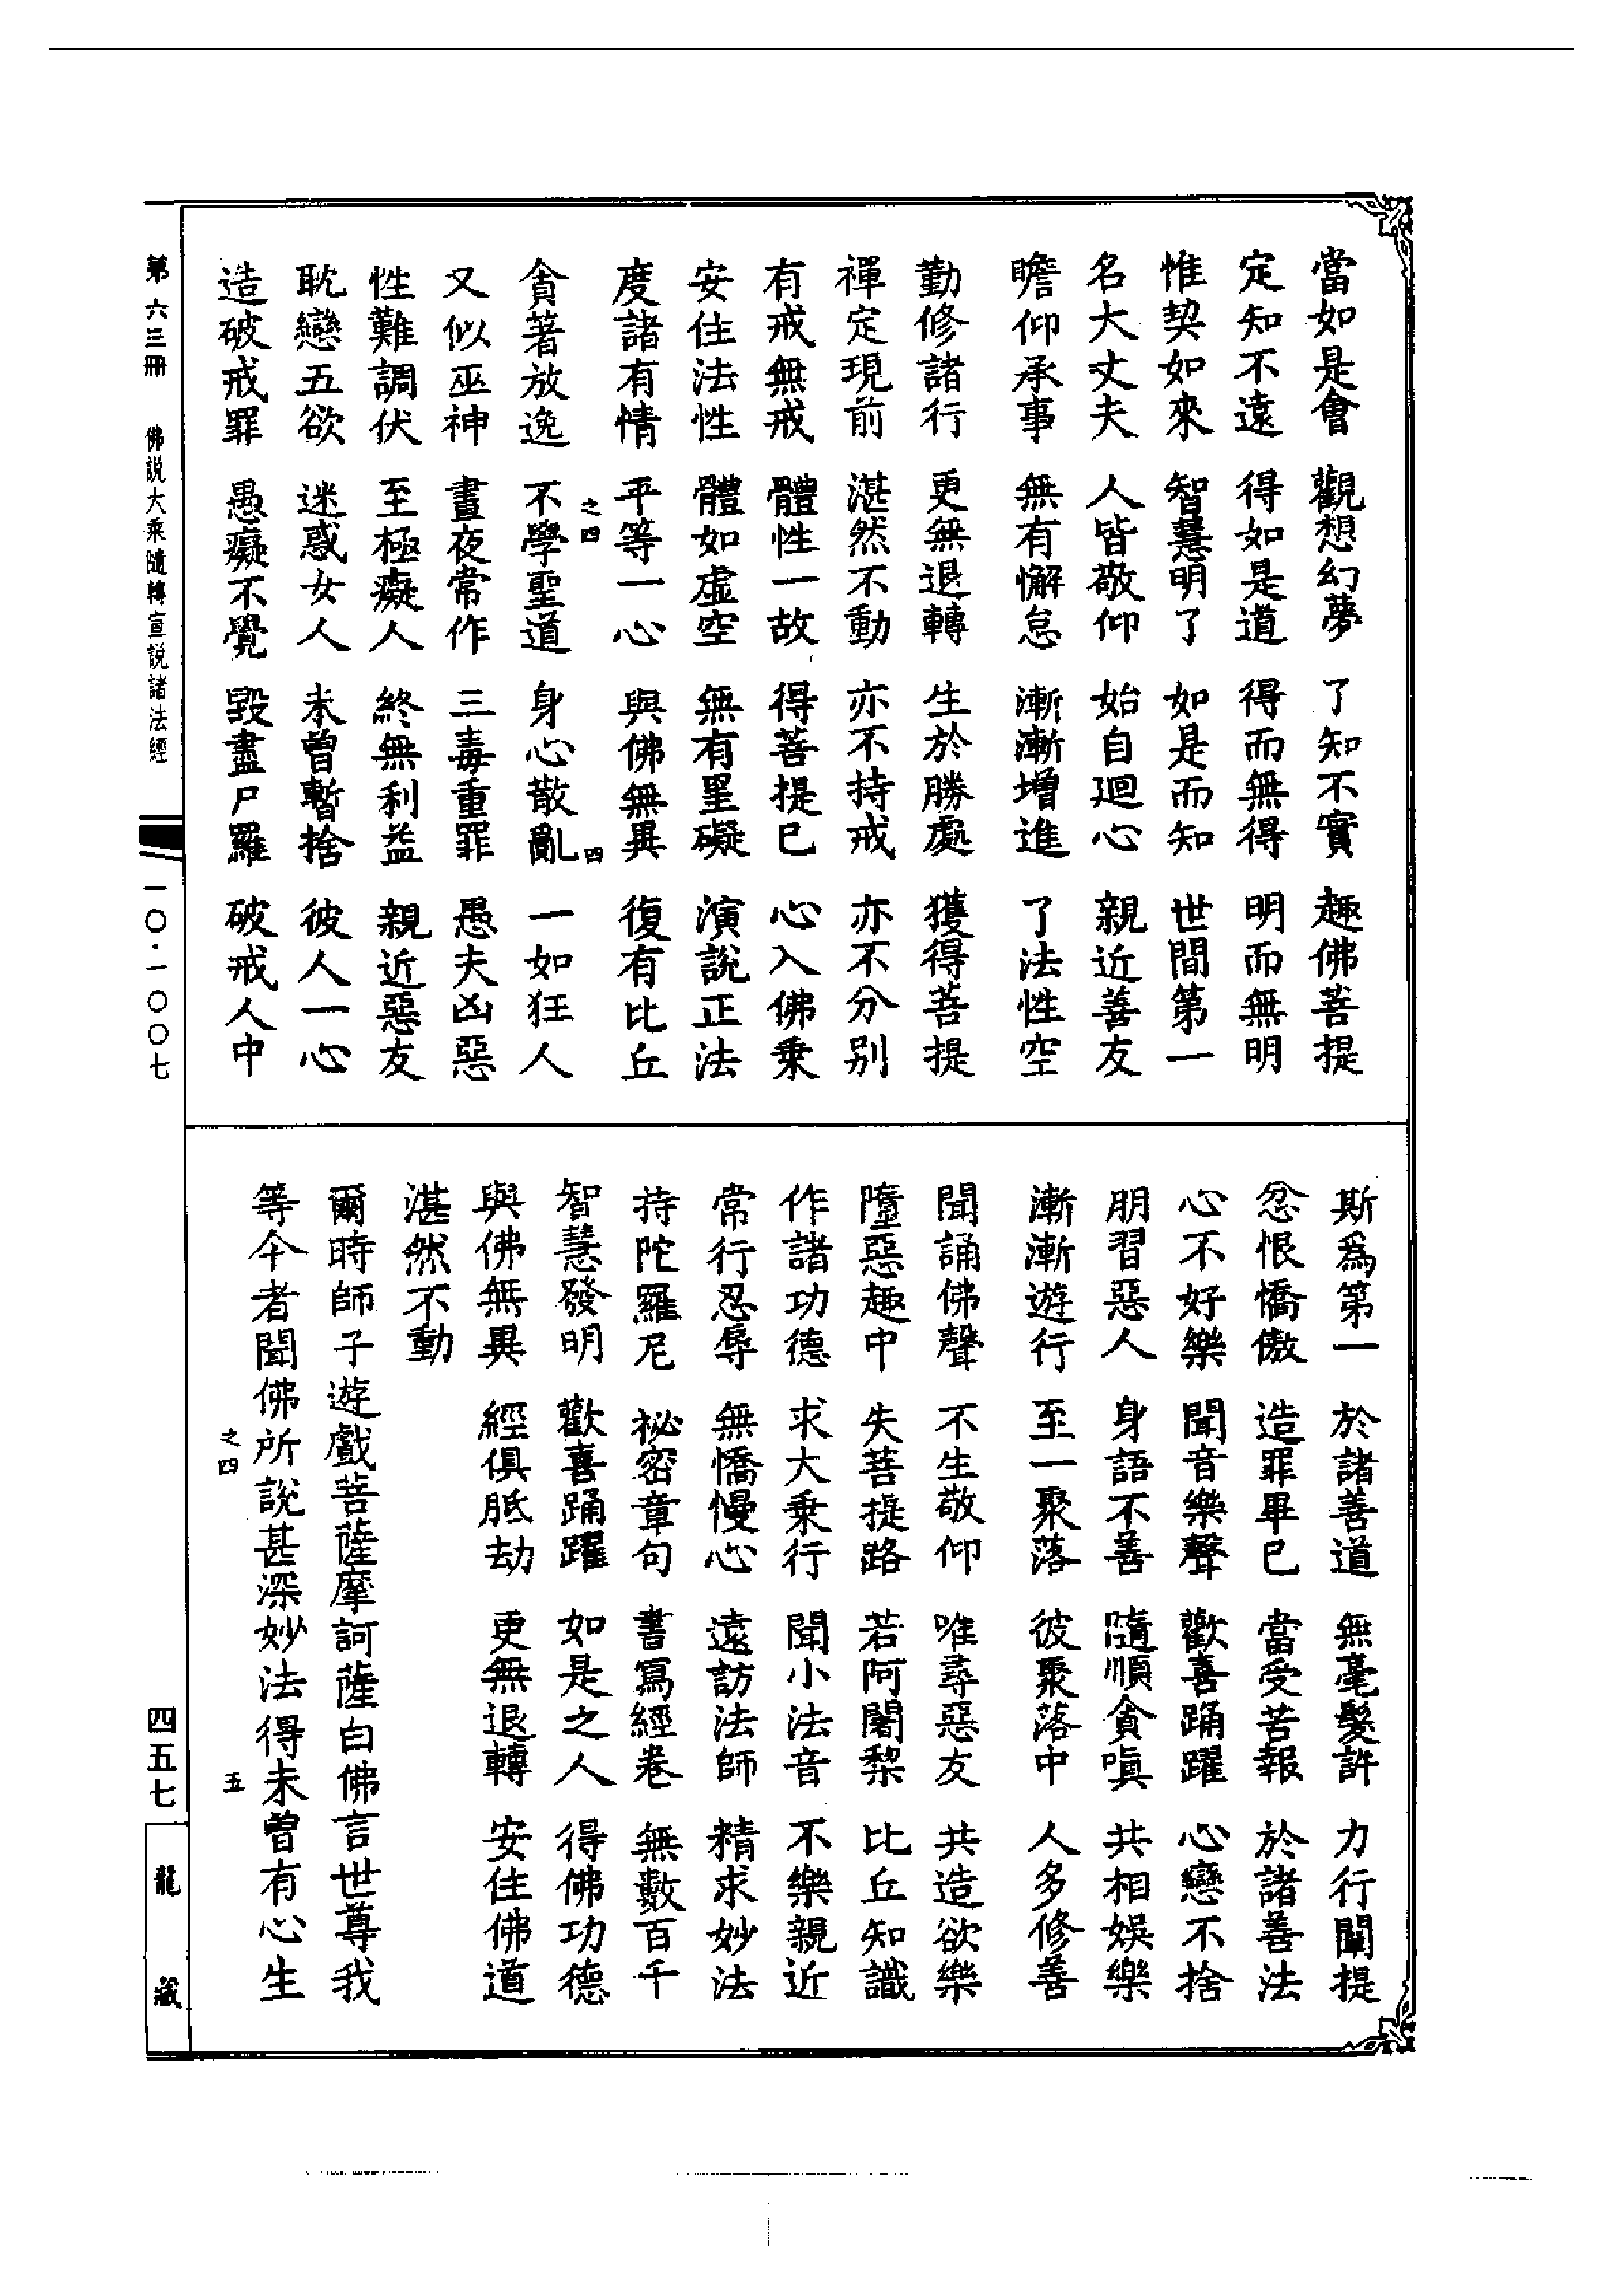 當如是會 觀想幻夢 了知不實 趣佛菩提
定知不遠 得如是道 得而無得 明而無明
惟契如來 智慧明了 如是而知 世間第一
名大丈夫 人皆敬仰 始自迴心 親近善友
瞻仰承事 無有懈怠 漸漸增進 了法性空
勤修諸行 更無退轉 生於勝處 獲得菩提
禪定現前 湛然不動 亦不持戒 亦不分别
有戒無戒 體性一故 得菩提已 心入佛乗
安住法性 體如虛空 無有罣礙 演說正法
度諸有情 平等一心 與佛無異 復有比丘
之四 四
貪著放逸 不學聖道 身心散亂 一如狂人
又似巫神 晝夜常作 三毒重罪 愚夫凶惡
性難調伏 至極癡人 終無利益 親近惡友
耽戀五欲 迷惑女人 未曾暫捨 彼人一心
造破戒罪 愚癡不覺 毀盡尸羅 破戒人中
斯爲第一 於諸善道 無毫髮許 力行闡提
忿恨憍傲 造罪畢已 當受苦報 於諸善法
心不好樂 聞音樂聲 歡喜踊躍 心戀不捨
朋習惡人 身語不善 隨順貪嗔 共相娛樂
漸漸遊行 至一聚落 彼聚落中 人多修善
聞誦佛聲 不生敬仰 唯尋惡友 共造欲樂
墮惡趣中 失菩提路 若阿闍黎 比丘知識
作諸功德 求大乗行 聞小法音 不樂親近
常行忍辱 無憍慢心 遠訪法師 精求妙法
持陀羅尼 祕密章句 書寫經卷 無數百千
智慧發明 歡喜踊躍 如是之人 得佛功德
與佛無異 經俱胝劫 更無退轉 安住佛道
湛然不動
爾時師子遊戲菩薩摩訶薩白佛言世尊我
等今者聞佛所說甚深妙法得未曾有心生
之四 五
第六三冊 佛説大乘隨轉宣説諸法經
一〇·一〇〇七
四五七
龍藏